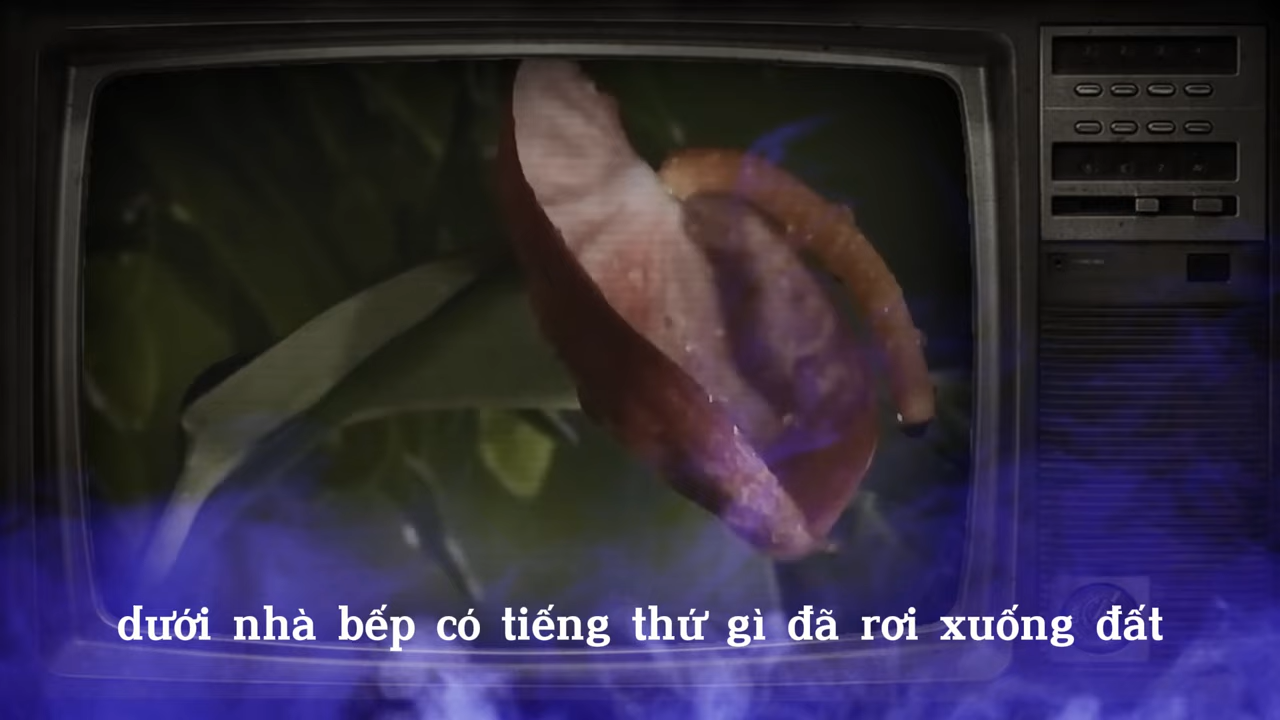 dưới nhà bếp có tiếng thứ gì đã rơi xuống đất